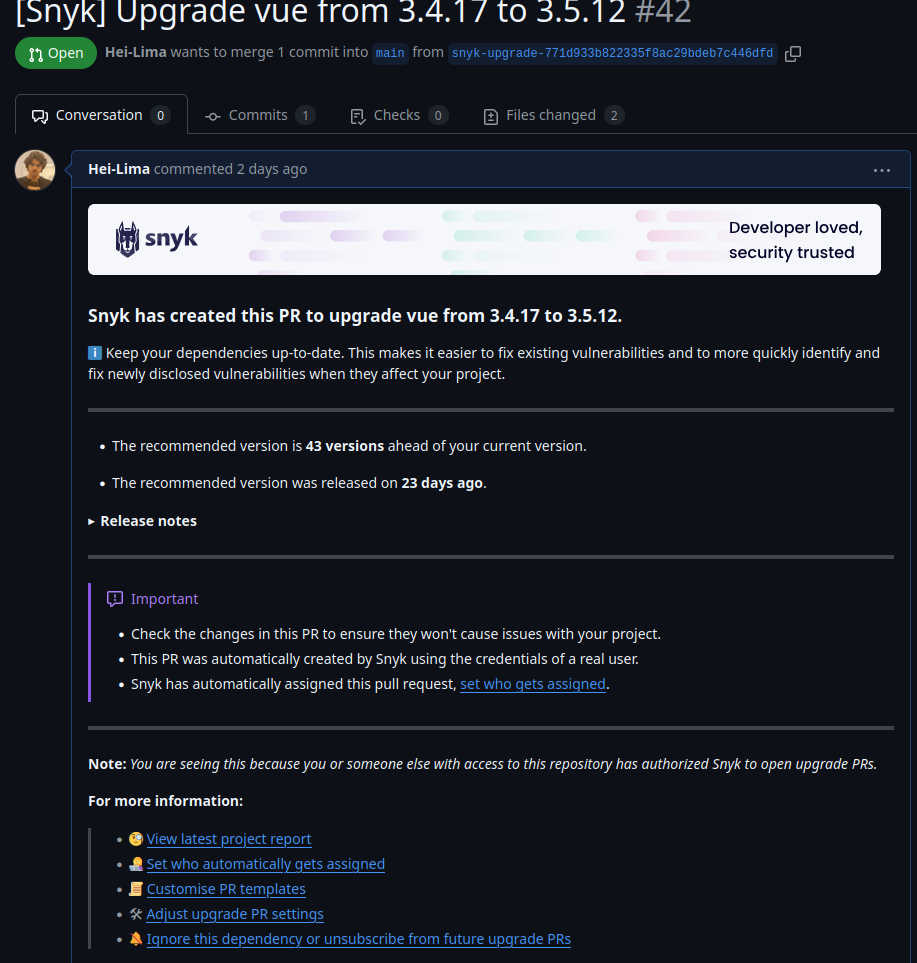 [Snyk] Upgrade vue from 3.4.17 to 3.5.12 #42
Open Hei-Lima wants to merge 1 commit into main from snyk-upgrade-771d933b822335f8ac29bdeb7c446dfd
Conversation 0 Commits 1 Checks 0 Files changed 2
Hei-Lima commented 2 days ago
snyk
Developer loved,
security trusted
Snyk has created this PR to upgrade vue from 3.4.17 to 3.5.12.
ℹ️ Keep your dependencies up-to-date. This makes it easier to fix existing vulnerabilities and to more quickly identify and
fix newly disclosed vulnerabilities when they affect your project.
• The recommended version is 43 versions ahead of your current version.
• The recommended version was released on 23 days ago.
▸ Release notes
Important
• Check the changes in this PR to ensure they won't cause issues with your project.
• This PR was automatically created by Snyk using the credentials of a real user.
• Snyk has automatically assigned this pull request, set who gets assigned.
Note: You are seeing this because you or someone else with access to this repository has authorized Snyk to open upgrade PRs.
For more information:
• 🧐 View latest project report
• 👩‍💻 Set who automatically gets assigned
• 📜 Customise PR templates
• 🛠 Adjust upgrade PR settings
• 🔕 Ignore this dependency or unsubscribe from future upgrade PRs